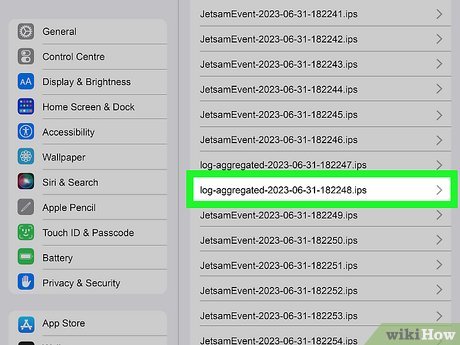 General
Control Centre
Display & Brightness
Home Screen & Dock
Accessibility
Wallpaper
Siri & Search
Apple Pencil
Touch ID & Passcode
Battery
Privacy & Security
App Store
JetsamEvent-2023-06-31-182241.ips
JetsamEvent-2023-06-31-182242.ips
JetsamEvent-2023-06-31-182243.ips
JetsamEvent-2023-06-31-182244.ips
JetsamEvent-2023-06-31-182245.ips
JetsamEvent-2023-06-31-182246.ips
log-aggregated-2023-06-31-182247.ips
log-aggregated-2023-06-31-182248.ips
JetsamEvent-2023-06-31-182249.ips
JetsamEvent-2023-06-31-182250.ips
JetsamEvent-2023-06-31-182251.ips
JetsamEvent-2023-06-31-182252.ips
JetsamEvent-2023-06-31-182253.ips
JetsamEvent-2023-06-31-182254.ips
wikiHow